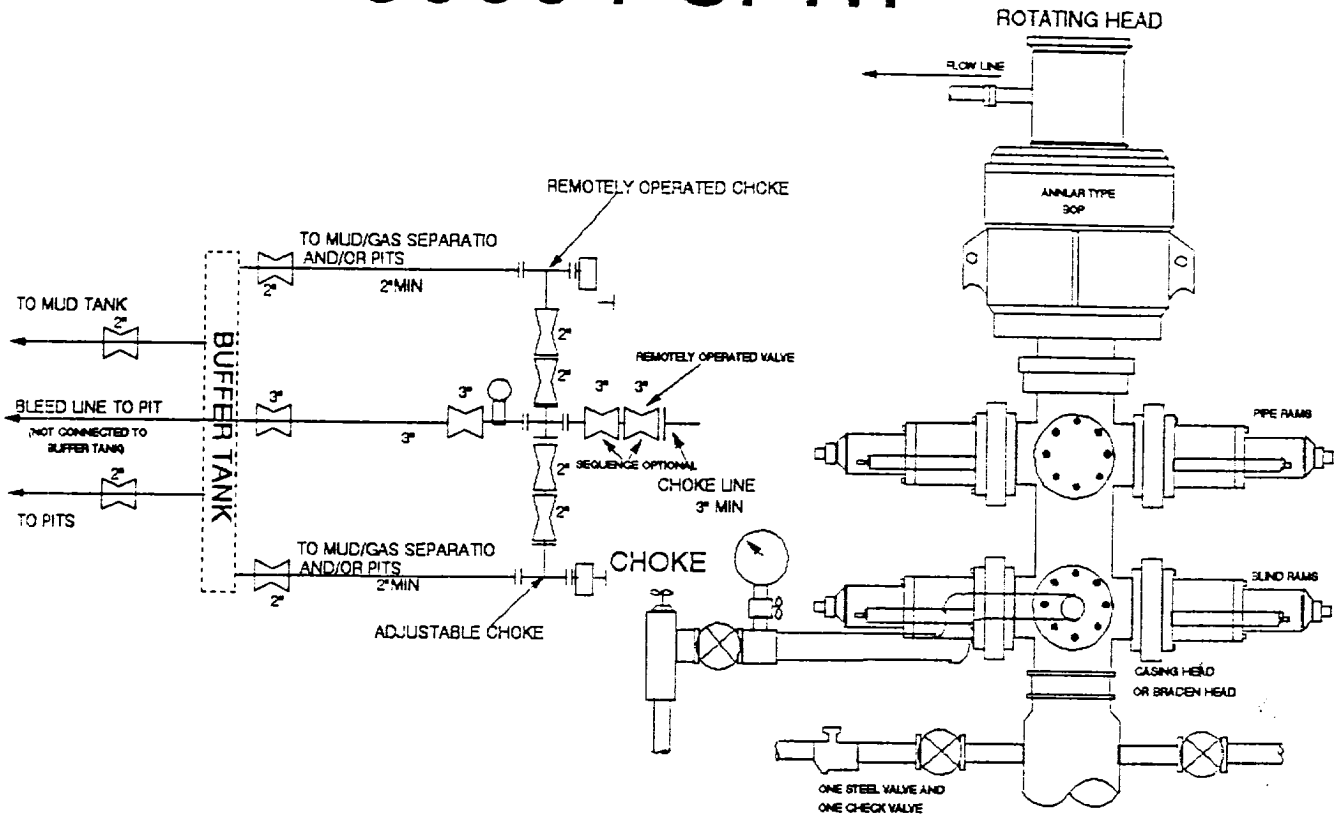 ROTATING HEAD
FLOW LINE
ANNLAR TYPE
BOP
REMOTELY OPERATED CHOKE
TO MUD/GAS SEPARATIO
AND/OR PITS
2" MIN
2"
TO MUD TANK
2"
BUFFER TANK
2"
2"
REMOTELY OPERATED VALVE
3"
3"
3"
3"
3"
BLEED LINE TO PIT
(NOT CONNECTED TO
BUFFER TANK)
PIPE RAMS
SEQUENCE OPTIONAL
2"
2"
CHOKE LINE
3" MIN
2"
TO PITS
TO MUD/GAS SEPARATIO
AND/OR PITS
2" MIN
2"
CHOKE
BLIND RAMS
ADJUSTABLE CHOKE
CASING HEAD
OR BRADEN HEAD
ONE STEEL VALVE AND
ONE CHECK VALVE